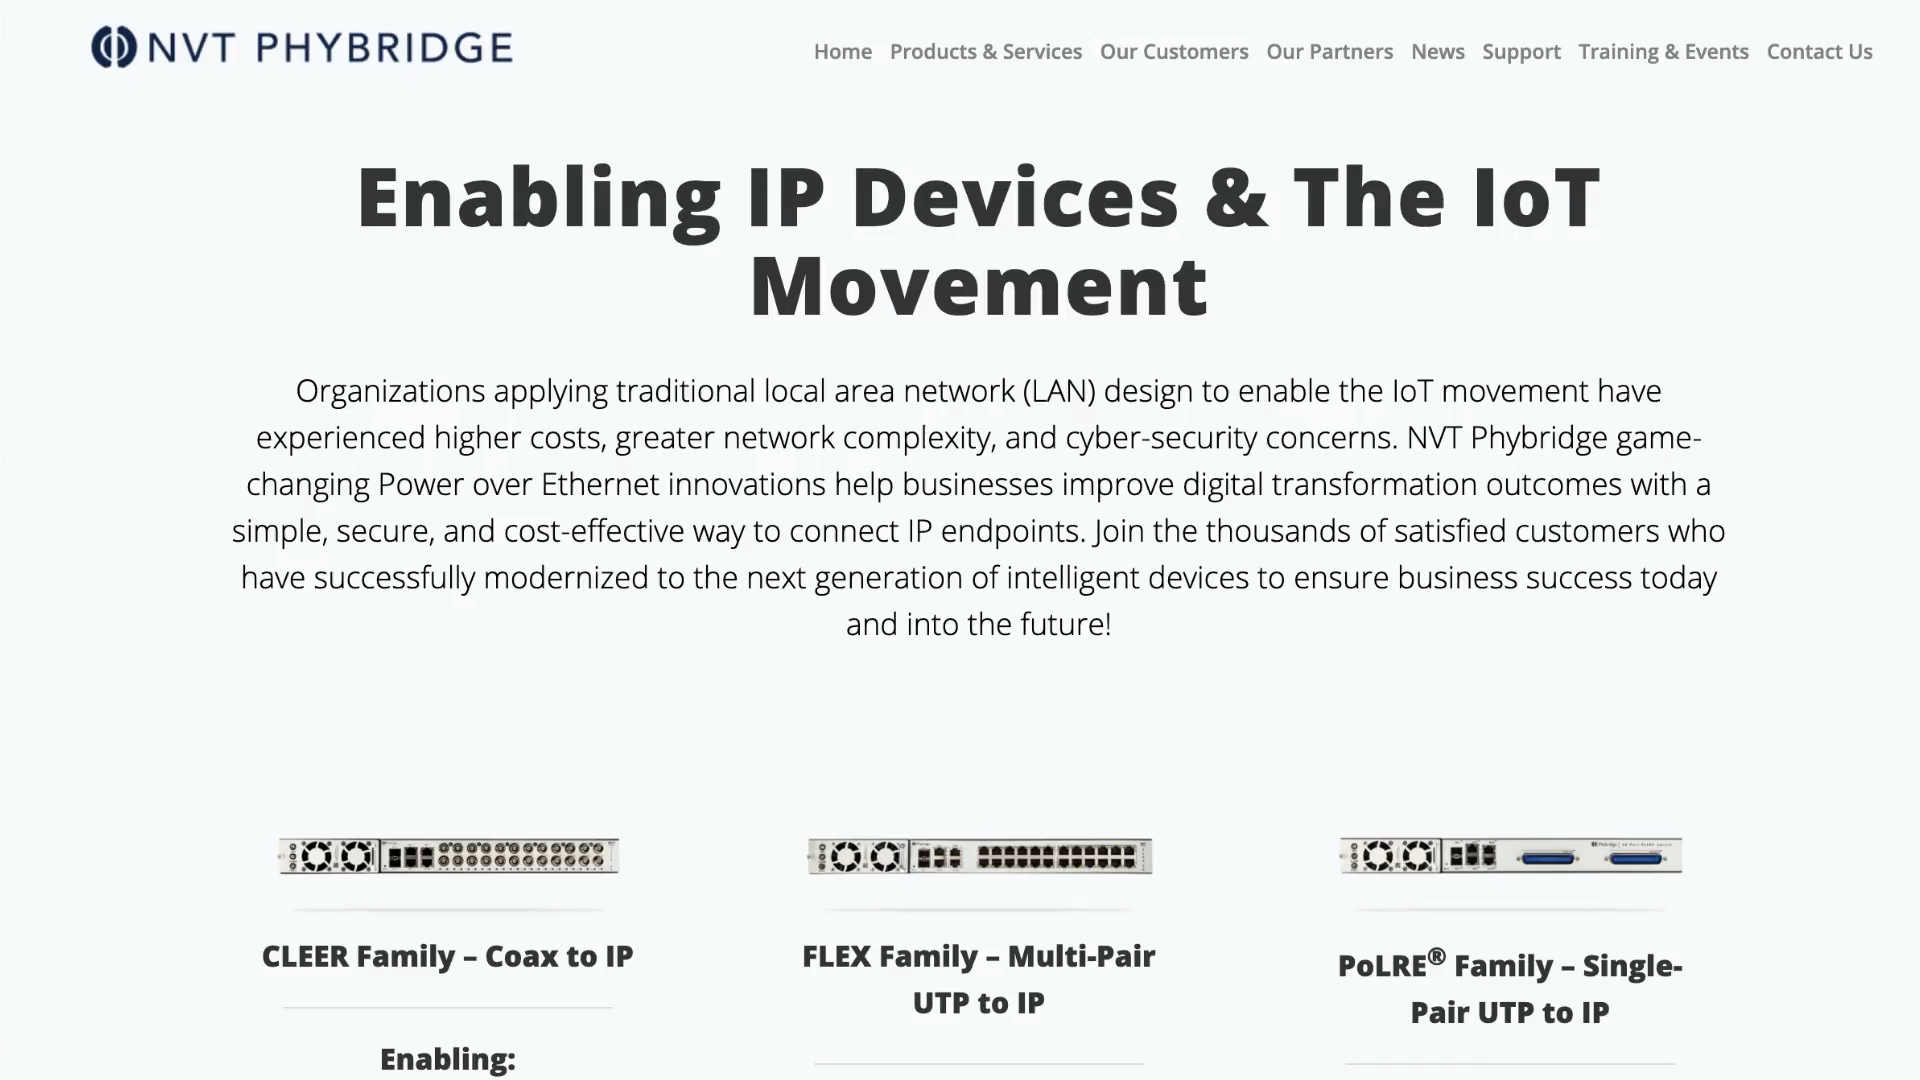 NVT PHYBRIDGE
Home Products & Services Our Customers Our Partners News Support Training & Events Contact Us
Enabling IP Devices & The IoT
Movement
Organizations applying traditional local area network (LAN) design to enable the IoT movement have
experienced higher costs, greater network complexity, and cyber-security concerns. NVT Phybridge game-
changing Power over Ethernet innovations help businesses improve digital transformation outcomes with a
simple, secure, and cost-effective way to connect IP endpoints. Join the thousands of satisfied customers who
have successfully modernized to the next generation of intelligent devices to ensure business success today
and into the future!
CLEER Family – Coax to IP
Enabling:
FLEX Family – Multi-Pair
UTP to IP
PoLRE® Family – Single-
Pair UTP to IP